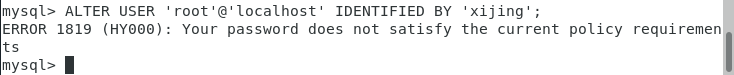 mysql> ALTER USER 'root'@'localhost' IDENTIFIED BY 'xijing';
ERROR 1819 (HY000): Your password does not satisfy the current policy requiremen
ts
mysql>